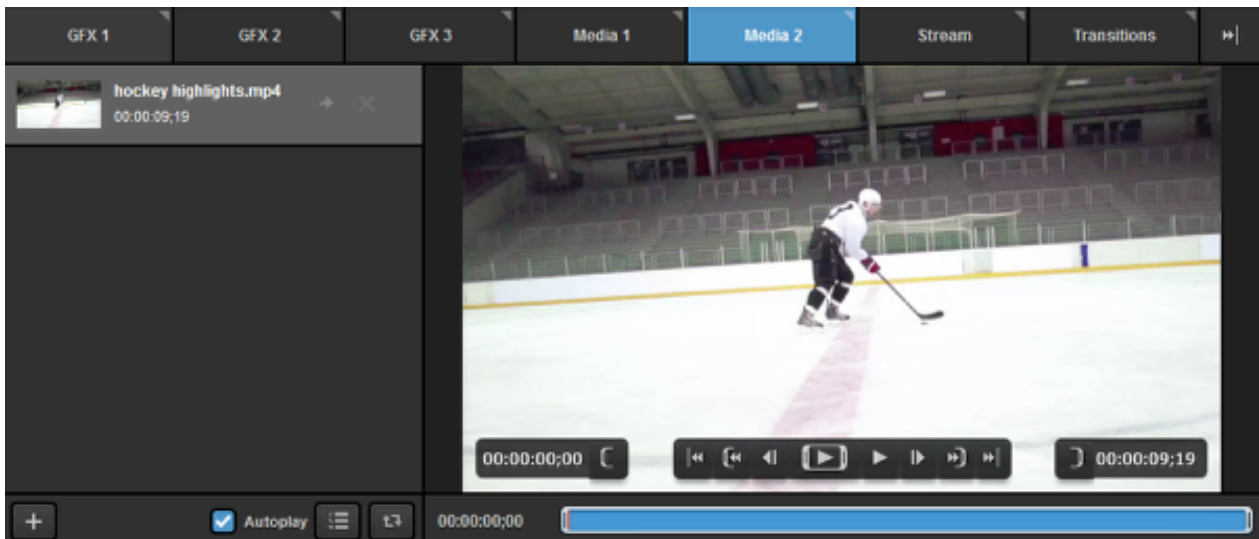 GFX 1
GFX 2
GFX 3
Media 1
Media 2
Stream
Transitions
hockey highlights.mp4
00:00:09;19
00:00:00;00
00:00:09;19
Autoplay
00:00:00;00